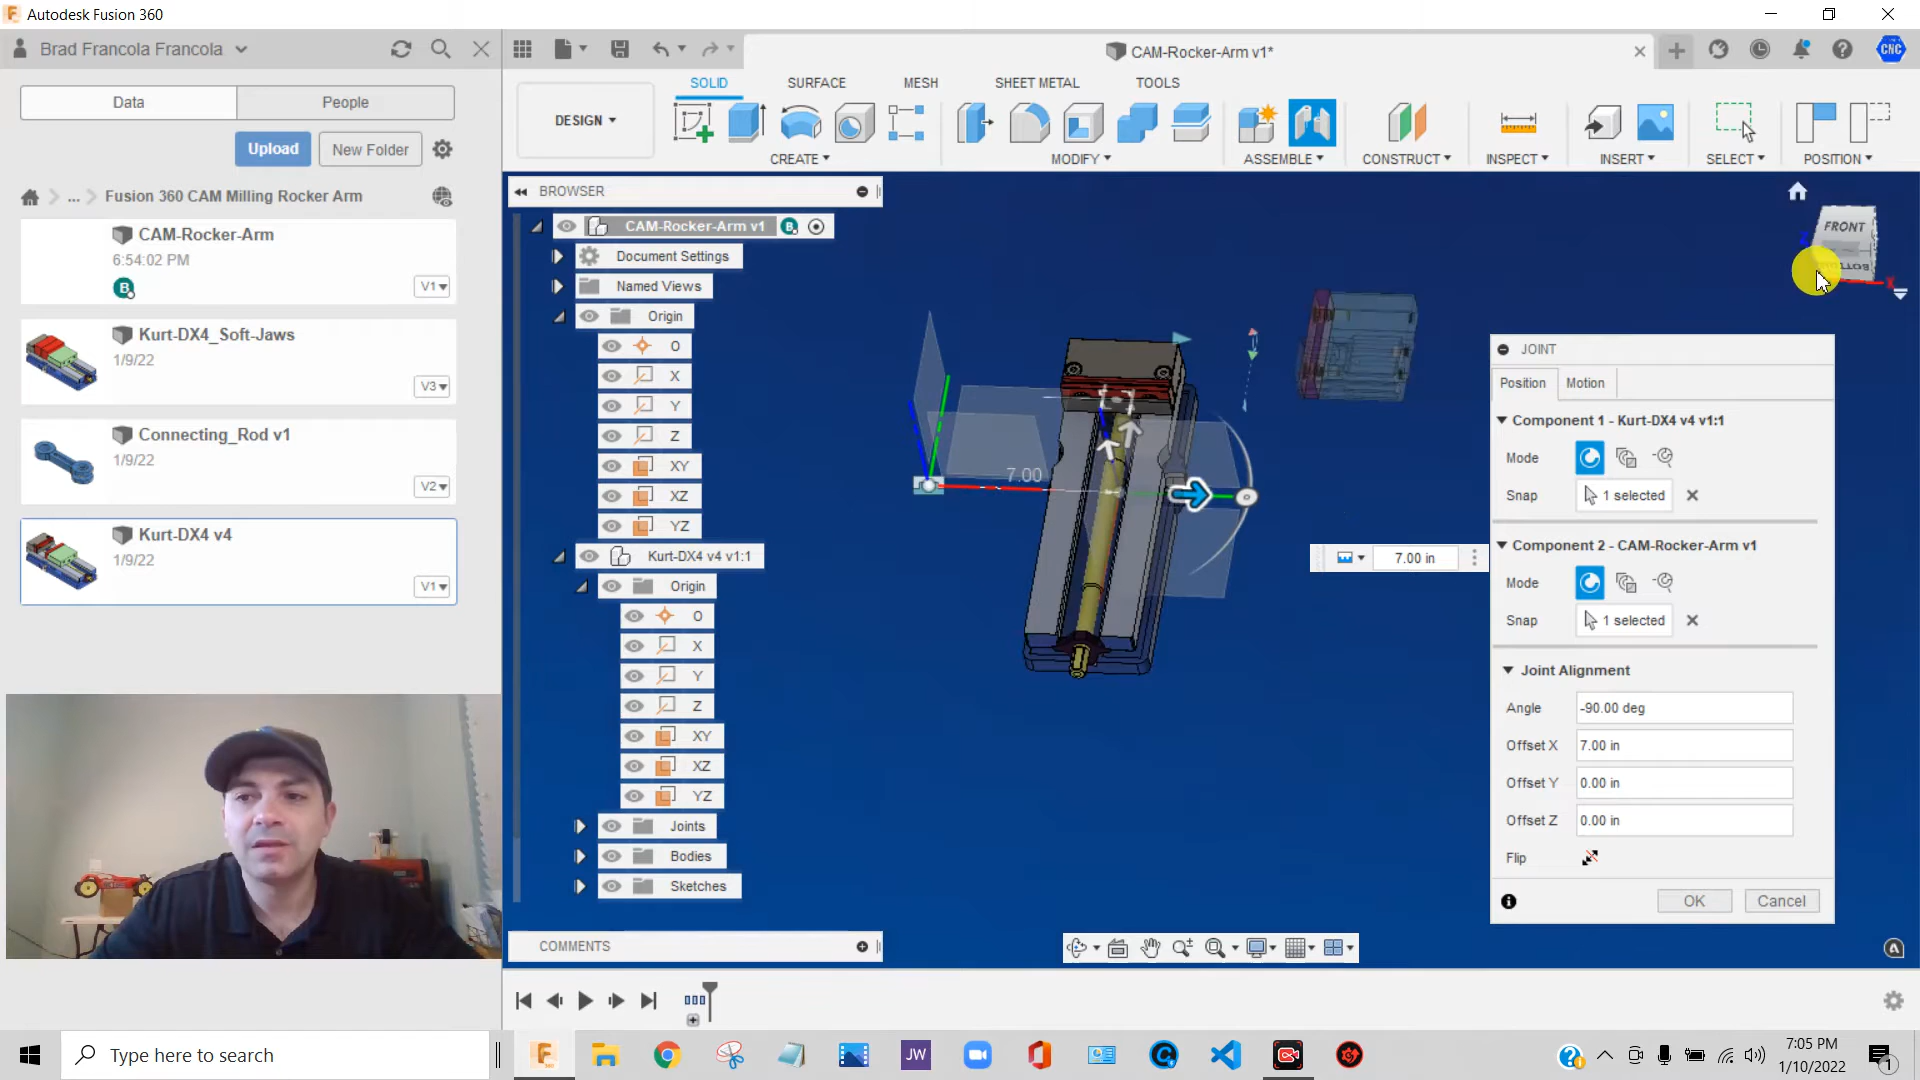 Autodesk Fusion 360
Brad Francola Francola
CAM-Rocker-Arm v1*
CNC
Data
People
SOLID
SURFACE
MESH
SHEET METAL
TOOLS
DESIGN
Upload
New Folder
CREATE
MODIFY
ASSEMBLE
CONSTRUCT
INSPECT
INSERT
SELECT
POSITION
... Fusion 360 CAM Milling Rocker Arm
CAM-Rocker-Arm
6:54:02 PM
B
V1
Kurt-DX4_Soft-Jaws
1/9/22
V3
Connecting_Rod v1
1/9/22
V2
Kurt-DX4 v4
1/9/22
V1
BROWSER
CAM-Rocker-Arm v1
B
Document Settings
Named Views
Origin
O
X
Y
Z
XY
XZ
YZ
Kurt-DX4 v4 v1:1
Origin
O
X
Y
Z
XY
XZ
YZ
Joints
Bodies
Sketches
COMMENTS
FRONT
BOTTOM
Z
X
7.00
7.00 in
JOINT
Position
Motion
Component 1 - Kurt-DX4 v4 v1:1
Mode
Snap
1 selected
Component 2 - CAM-Rocker-Arm v1
Mode
Snap
1 selected
Joint Alignment
Angle
-90.00 deg
Offset X
7.00 in
Offset Y
0.00 in
Offset Z
0.00 in
Flip
OK
Cancel
Type here to search
JW
7:05 PM
1/10/2022
1